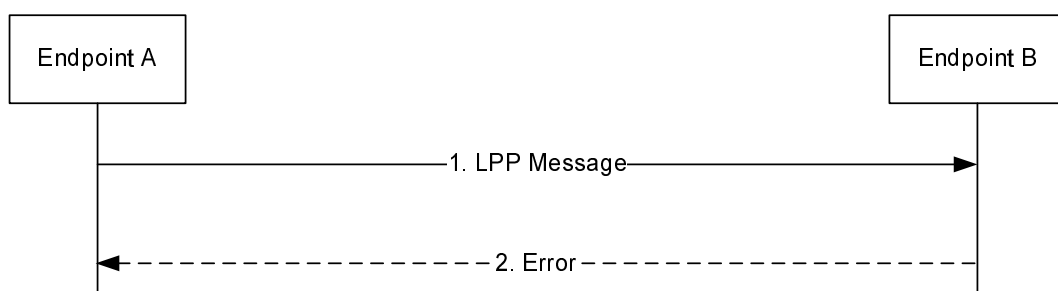 Endpoint A
Endpoint B
1. LPP Message
2. Error